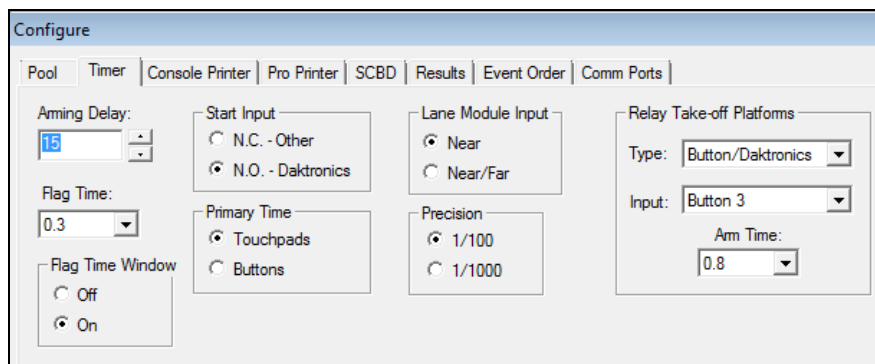 Configure
Pool Timer Console Printer Pro Printer SCBD Results Event Order Comm Ports
Arming Delay:
15
Flag Time:
0.3
Flag Time Window
Off
On
Start Input
N.C. - Other
N.O. - Daktronics
Primary Time
Touchpads
Buttons
Lane Module Input
Near
Near/Far
Precision
1/100
1/1000
Relay Take-off Platforms
Type: Button/Daktronics
Input: Button 3
Arm Time:
0.8